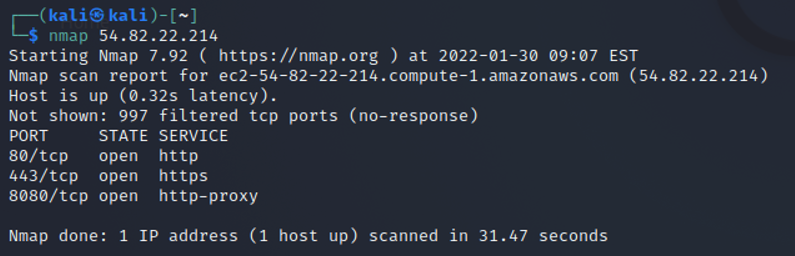 ┌──(kali㉿kali)-[~]
└─$ nmap 54.82.22.214
Starting Nmap 7.92 ( https://nmap.org ) at 2022-01-30 09:07 EST
Nmap scan report for ec2-54-82-22-214.compute-1.amazonaws.com (54.82.22.214)
Host is up (0.32s latency).
Not shown: 997 filtered tcp ports (no-response)
PORT     STATE SERVICE
80/tcp   open  http
443/tcp  open  https
8080/tcp open  http-proxy
Nmap done: 1 IP address (1 host up) scanned in 31.47 seconds